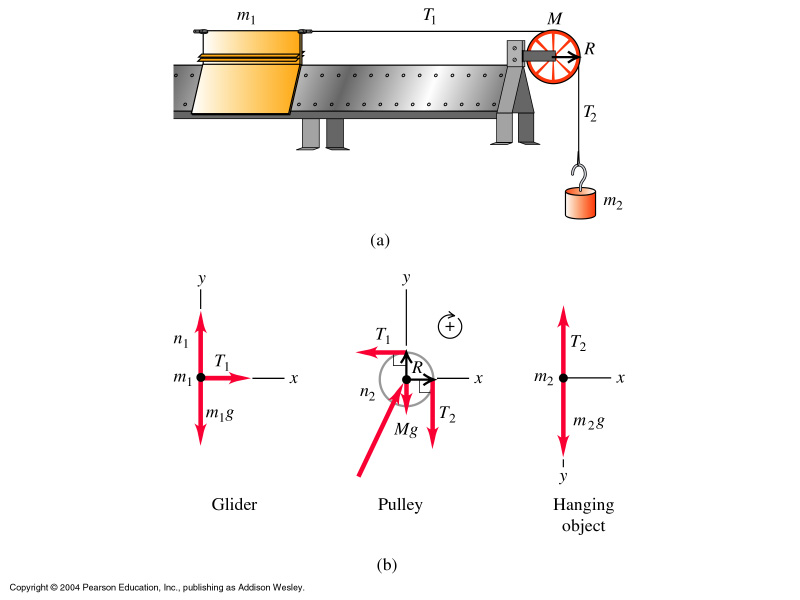 m1 T1 M
R
T2
m2
(a)
y y
T1 +
n1 T2
T1 R
m1 x x m2 x
n2
m1g T2 m2g
Mg
y
Glider Pulley Hanging
object
(b)
Copyright © 2004 Pearson Education, Inc., publishing as Addison Wesley.